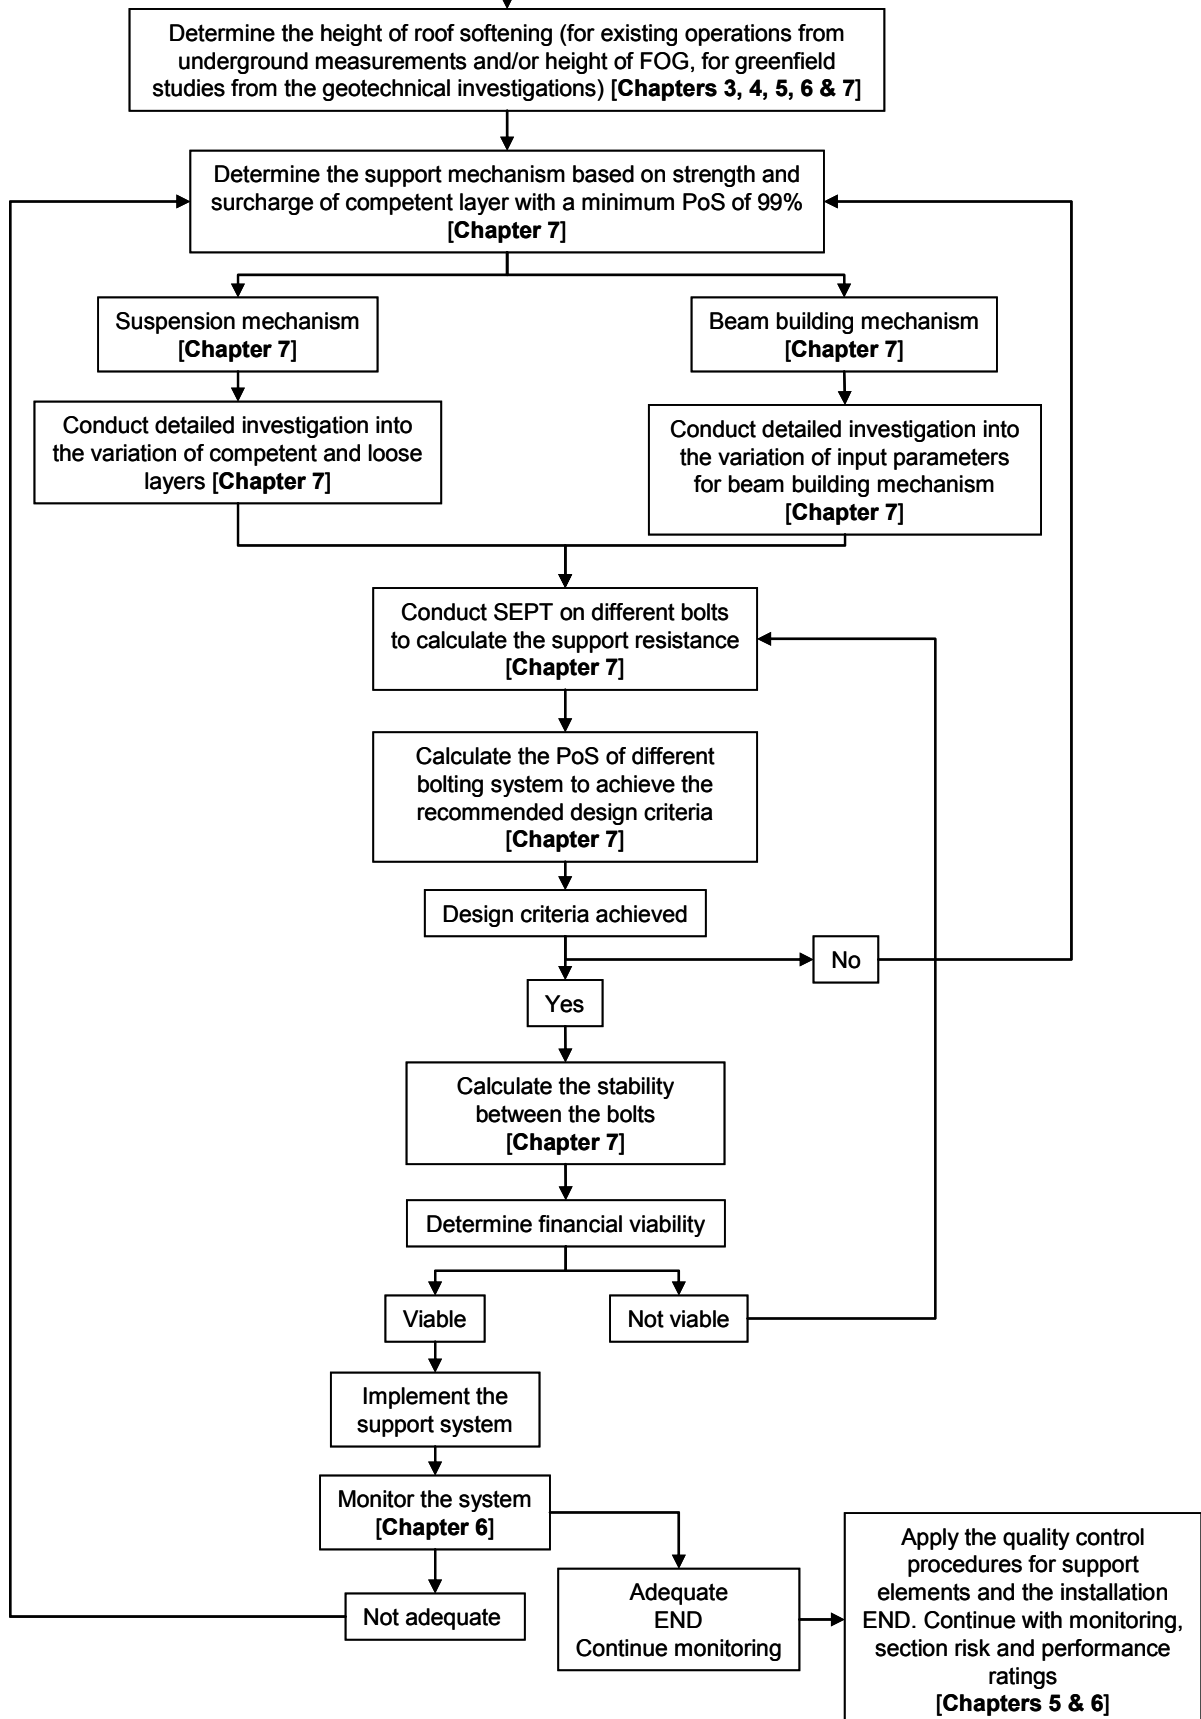 Determine the height of roof softening (for existing operations from
underground measurements and/or height of FOG, for greenfield
studies from the geotechnical investigations) [Chapters 3, 4, 5, 6 & 7]
Determine the support mechanism based on strength and
surcharge of competent layer with a minimum PoS of 99%
[Chapter 7]
Suspension mechanism
[Chapter 7]
Beam building mechanism
[Chapter 7]
Conduct detailed investigation into
the variation of competent and loose
layers [Chapter 7]
Conduct detailed investigation into
the variation of input parameters
for beam building mechanism
[Chapter 7]
Conduct SEPT on different bolts
to calculate the support resistance
[Chapter 7]
Calculate the PoS of different
bolting system to achieve the
recommended design criteria
[Chapter 7]
Design criteria achieved
No
Yes
Calculate the stability
between the bolts
[Chapter 7]
Determine financial viability
Viable
Not viable
Implement the
support system
Monitor the system
[Chapter 6]
Not adequate
Adequate
END
Continue monitoring
Apply the quality control
procedures for support
elements and the installation
END. Continue with monitoring,
section risk and performance
ratings
[Chapters 5 & 6]